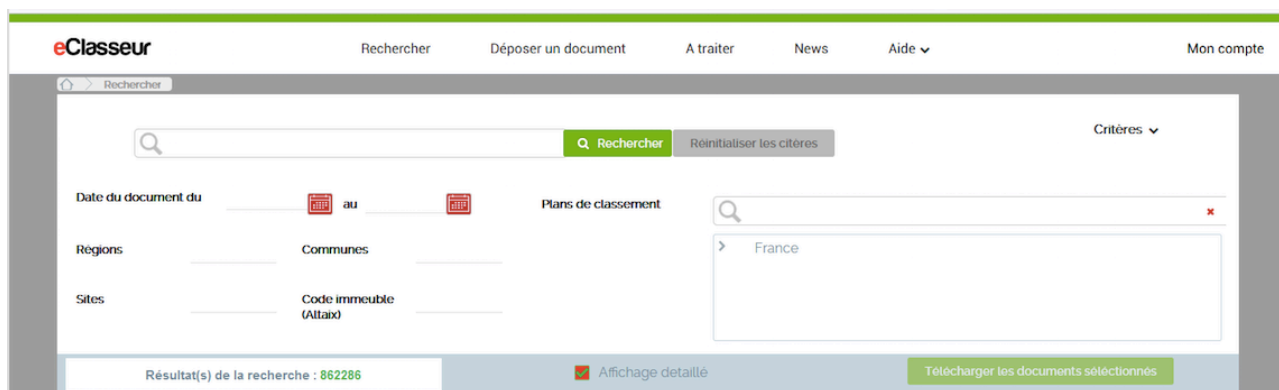 eClasseur Rechercher Déposer un document A traiter News Aide Mon compte
Rechercher
Critères
Rechercher Réinitialiser les citères
Date du document du au Plans de classement
Régions Communes France
Sites Code immeuble
(Altaix)
Résultat(s) de la recherche : 862286 Affichage detaillé Télécharger les documents séléctionnés